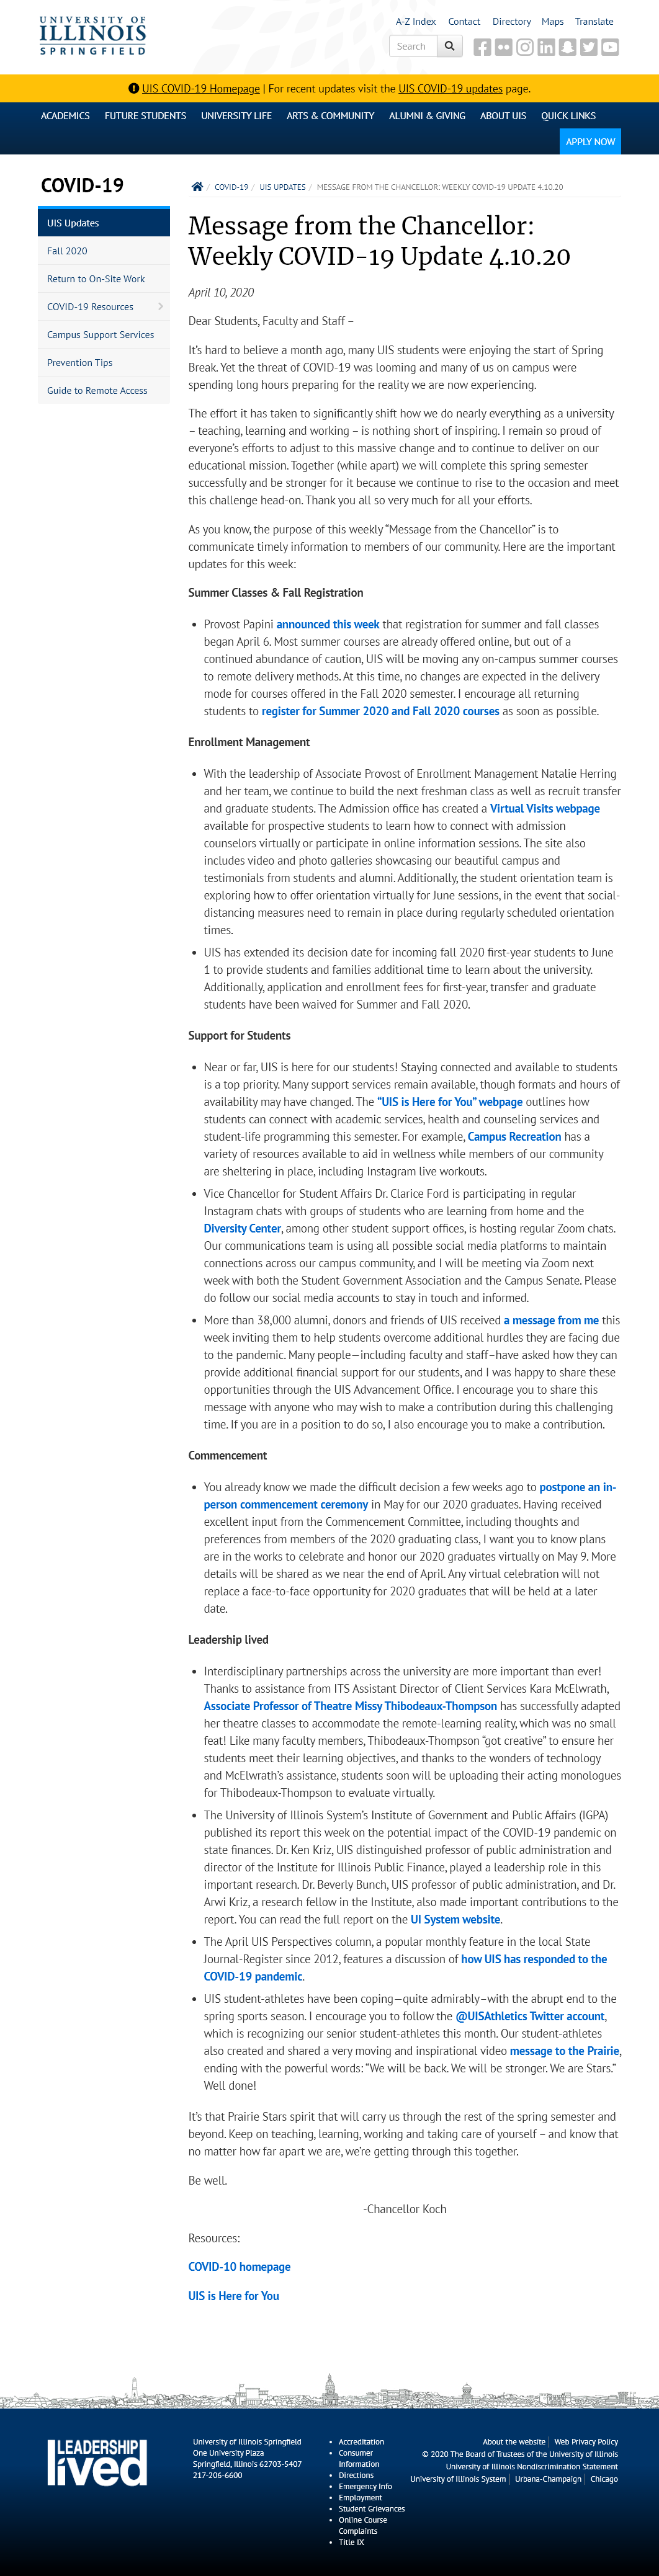 UNIVERSITY OF
ILLINOIS
SPRINGFIELD
A-Z Index Contact Directory Maps Translate
Search
UIS COVID-19 Homepage | For recent updates visit the UIS COVID-19 updates page.
ACADEMICS FUTURE STUDENTS UNIVERSITY LIFE ARTS & COMMUNITY ALUMNI & GIVING ABOUT UIS QUICK LINKS
APPLY NOW
COVID-19
UIS Updates
Fall 2020
Return to On-Site Work
COVID-19 Resources
Campus Support Services
Prevention Tips
Guide to Remote Access
/ COVID-19 / UIS UPDATES / MESSAGE FROM THE CHANCELLOR: WEEKLY COVID-19 UPDATE 4.10.20
Message from the Chancellor:
Weekly COVID-19 Update 4.10.20
April 10, 2020
Dear Students, Faculty and Staff –
It's hard to believe a month ago, many UIS students were enjoying the start of Spring
Break. Yet the threat of COVID-19 was looming and many of us on campus were
spending long hours preparing for the reality we are now experiencing.
The effort it has taken to significantly shift how we do nearly everything as a university
– teaching, learning and working – is nothing short of inspiring. I remain so proud of
everyone's efforts to adjust to this massive change and to continue to deliver on our
educational mission. Together (while apart) we will complete this spring semester
successfully and be stronger for it because we continue to rise to the occasion and meet
this challenge head-on. Thank you all so very much for all your efforts.
As you know, the purpose of this weekly “Message from the Chancellor” is to
communicate timely information to members of our community. Here are the important
updates for this week:
Summer Classes & Fall Registration
• Provost Papini announced this week that registration for summer and fall classes
began April 6. Most summer courses are already offered online, but out of a
continued abundance of caution, UIS will be moving any on-campus summer courses
to remote delivery methods. At this time, no changes are expected in the delivery
mode for courses offered in the Fall 2020 semester. I encourage all returning
students to register for Summer 2020 and Fall 2020 courses as soon as possible.
Enrollment Management
• With the leadership of Associate Provost of Enrollment Management Natalie Herring
and her team, we continue to build the next freshman class as well as recruit transfer
and graduate students. The Admission office has created a Virtual Visits webpage
available for prospective students to learn how to connect with admission
counselors virtually or participate in online information sessions. The site also
includes video and photo galleries showcasing our beautiful campus and
testimonials from students and alumni. Additionally, the student orientation team is
exploring how to offer orientation virtually for June sessions, in the event that social-
distancing measures need to remain in place during regularly scheduled orientation
times.
• UIS has extended its decision date for incoming fall 2020 first-year students to June
1 to provide students and families additional time to learn about the university.
Additionally, application and enrollment fees for first-year, transfer and graduate
students have been waived for Summer and Fall 2020.
Support for Students
• Near or far, UIS is here for our students! Staying connected and available to students
is a top priority. Many support services remain available, though formats and hours of
availability may have changed. The “UIS is Here for You” webpage outlines how
students can connect with academic services, health and counseling services and
student-life programming this semester. For example, Campus Recreation has a
variety of resources available to aid in wellness while members of our community
are sheltering in place, including Instagram live workouts.
• Vice Chancellor for Student Affairs Dr. Clarice Ford is participating in regular
Instagram chats with groups of students who are learning from home and the
Diversity Center, among other student support offices, is hosting regular Zoom chats.
Our communications team is using all possible social media platforms to maintain
connections across our campus community, and I will be meeting via Zoom next
week with both the Student Government Association and the Campus Senate. Please
do follow our social media accounts to stay in touch and informed.
• More than 38,000 alumni, donors and friends of UIS received a message from me this
week inviting them to help students overcome additional hurdles they are facing due
to the pandemic. Many people—including faculty and staff–have asked how they can
provide additional financial support for our students, and I was happy to share these
opportunities through the UIS Advancement Office. I encourage you to share this
message with anyone who may wish to make a contribution during this challenging
time. If you are in a position to do so, I also encourage you to make a contribution.
Commencement
• You already know we made the difficult decision a few weeks ago to postpone an in-
person commencement ceremony in May for our 2020 graduates. Having received
excellent input from the Commencement Committee, including thoughts and
preferences from members of the 2020 graduating class, I want you to know plans
are in the works to celebrate and honor our 2020 graduates virtually on May 9. More
details will be shared as we near the end of April. Any virtual celebration will not
replace a face-to-face opportunity for 2020 graduates that will be held at a later
date.
Leadership lived
• Interdisciplinary partnerships across the university are more important than ever!
Thanks to assistance from ITS Assistant Director of Client Services Kara McElwrath,
Associate Professor of Theatre Missy Thibodeaux-Thompson has successfully adapted
her theatre classes to accommodate the remote-learning reality, which was no small
feat! Like many faculty members, Thibodeaux-Thompson “got creative” to ensure her
students meet their learning objectives, and thanks to the wonders of technology
and McElwrath's assistance, students soon will be uploading their acting monologues
for Thibodeaux-Thompson to evaluate virtually.
• The University of Illinois System's Institute of Government and Public Affairs (IGPA)
published its report this week on the potential impact of the COVID-19 pandemic on
state finances. Dr. Ken Kriz, UIS distinguished professor of public administration and
director of the Institute for Illinois Public Finance, played a leadership role in this
important research. Dr. Beverly Bunch, UIS professor of public administration, and Dr.
Arwi Kriz, a research fellow in the Institute, also made important contributions to the
report. You can read the full report on the UI System website.
• The April UIS Perspectives column, a popular monthly feature in the local State
Journal-Register since 2012, features a discussion of how UIS has responded to the
COVID-19 pandemic.
• UIS student-athletes have been coping—quite admirably–with the abrupt end to the
spring sports season. I encourage you to follow the @UISAthletics Twitter account,
which is recognizing our senior student-athletes this month. Our student-athletes
also created and shared a very moving and inspirational video message to the Prairie,
ending with the powerful words: “We will be back. We will be stronger. We are Stars.”
Well done!
It's that Prairie Stars spirit that will carry us through the rest of the spring semester and
beyond. Keep on teaching, learning, working and taking care of yourself – and know that
no matter how far apart we are, we're getting through this together.
Be well.
-Chancellor Koch
Resources:
COVID-10 homepage
UIS is Here for You
LEADERSHIP
lived
University of Illinois Springfield
One University Plaza
Springfield, Illinois 62703-5407
217-206-6600
• Accreditation
• Consumer
Information
• Directions
• Emergency Info
• Employment
• Student Grievances
• Online Course
Complaints
• Title IX
About the website | Web Privacy Policy
© 2020 The Board of Trustees of the University of Illinois
University of Illinois Nondiscrimination Statement
University of Illinois System | Urbana-Champaign | Chicago